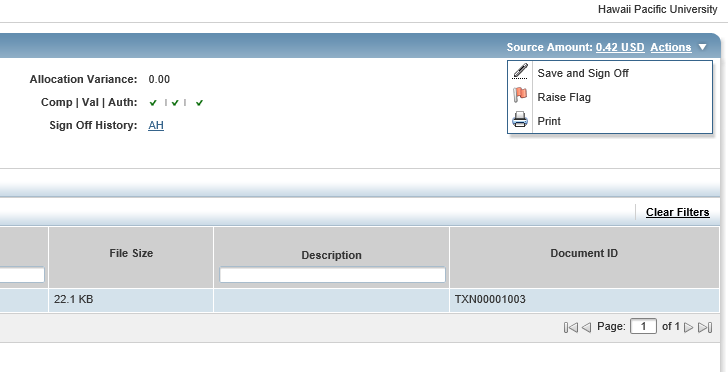 Hawaii Pacific University
Source Amount: 0.42 USD Actions
Allocation Variance: 0.00
Save and Sign Off
Comp | Val | Auth: | |
Raise Flag
Sign Off History: AH
Print
Clear Filters
File Size Description Document ID
22.1 KB TXN00001003
Page: 1 of 1